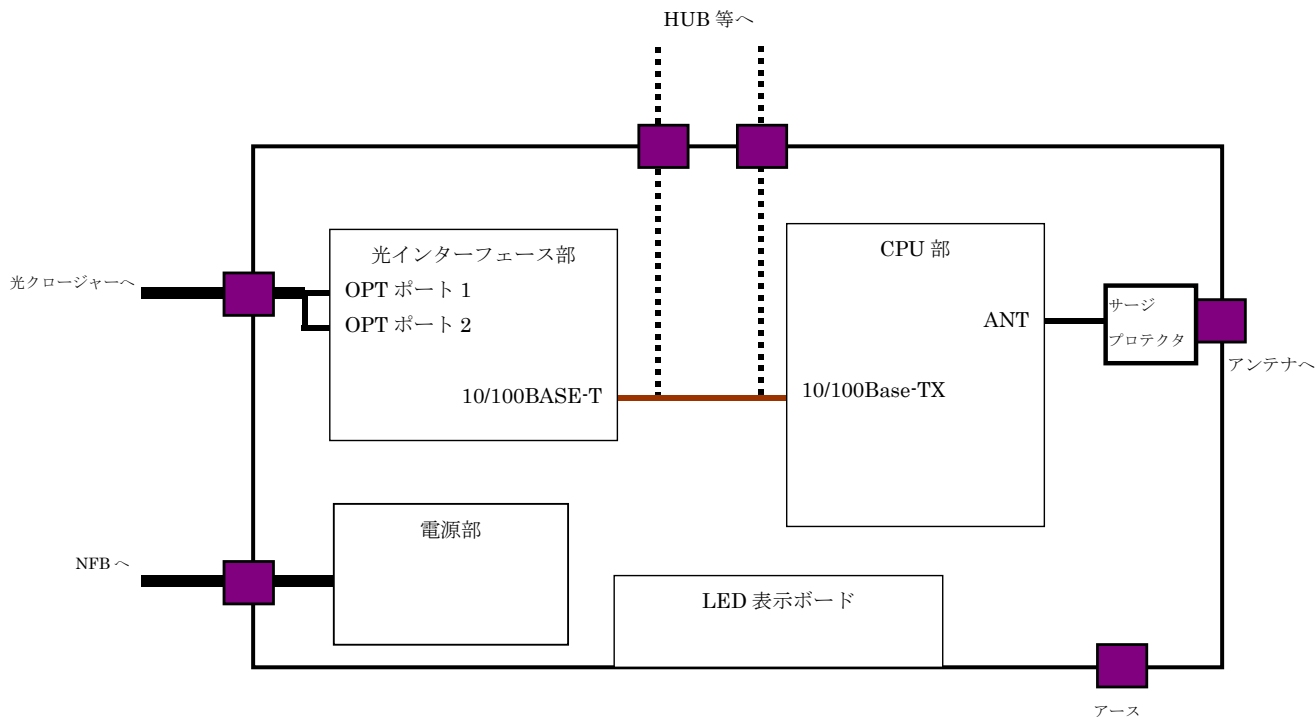 HUB 等へ
光インターフェース部
CPU 部
光クロージャーへ
OPT ポート 1
OPT ポート 2
サージ
プロテクタ
ANT
アンテナへ
10/100BASE-T
10/100Base-TX
電源部
NFB へ
LED 表示ボード
アース